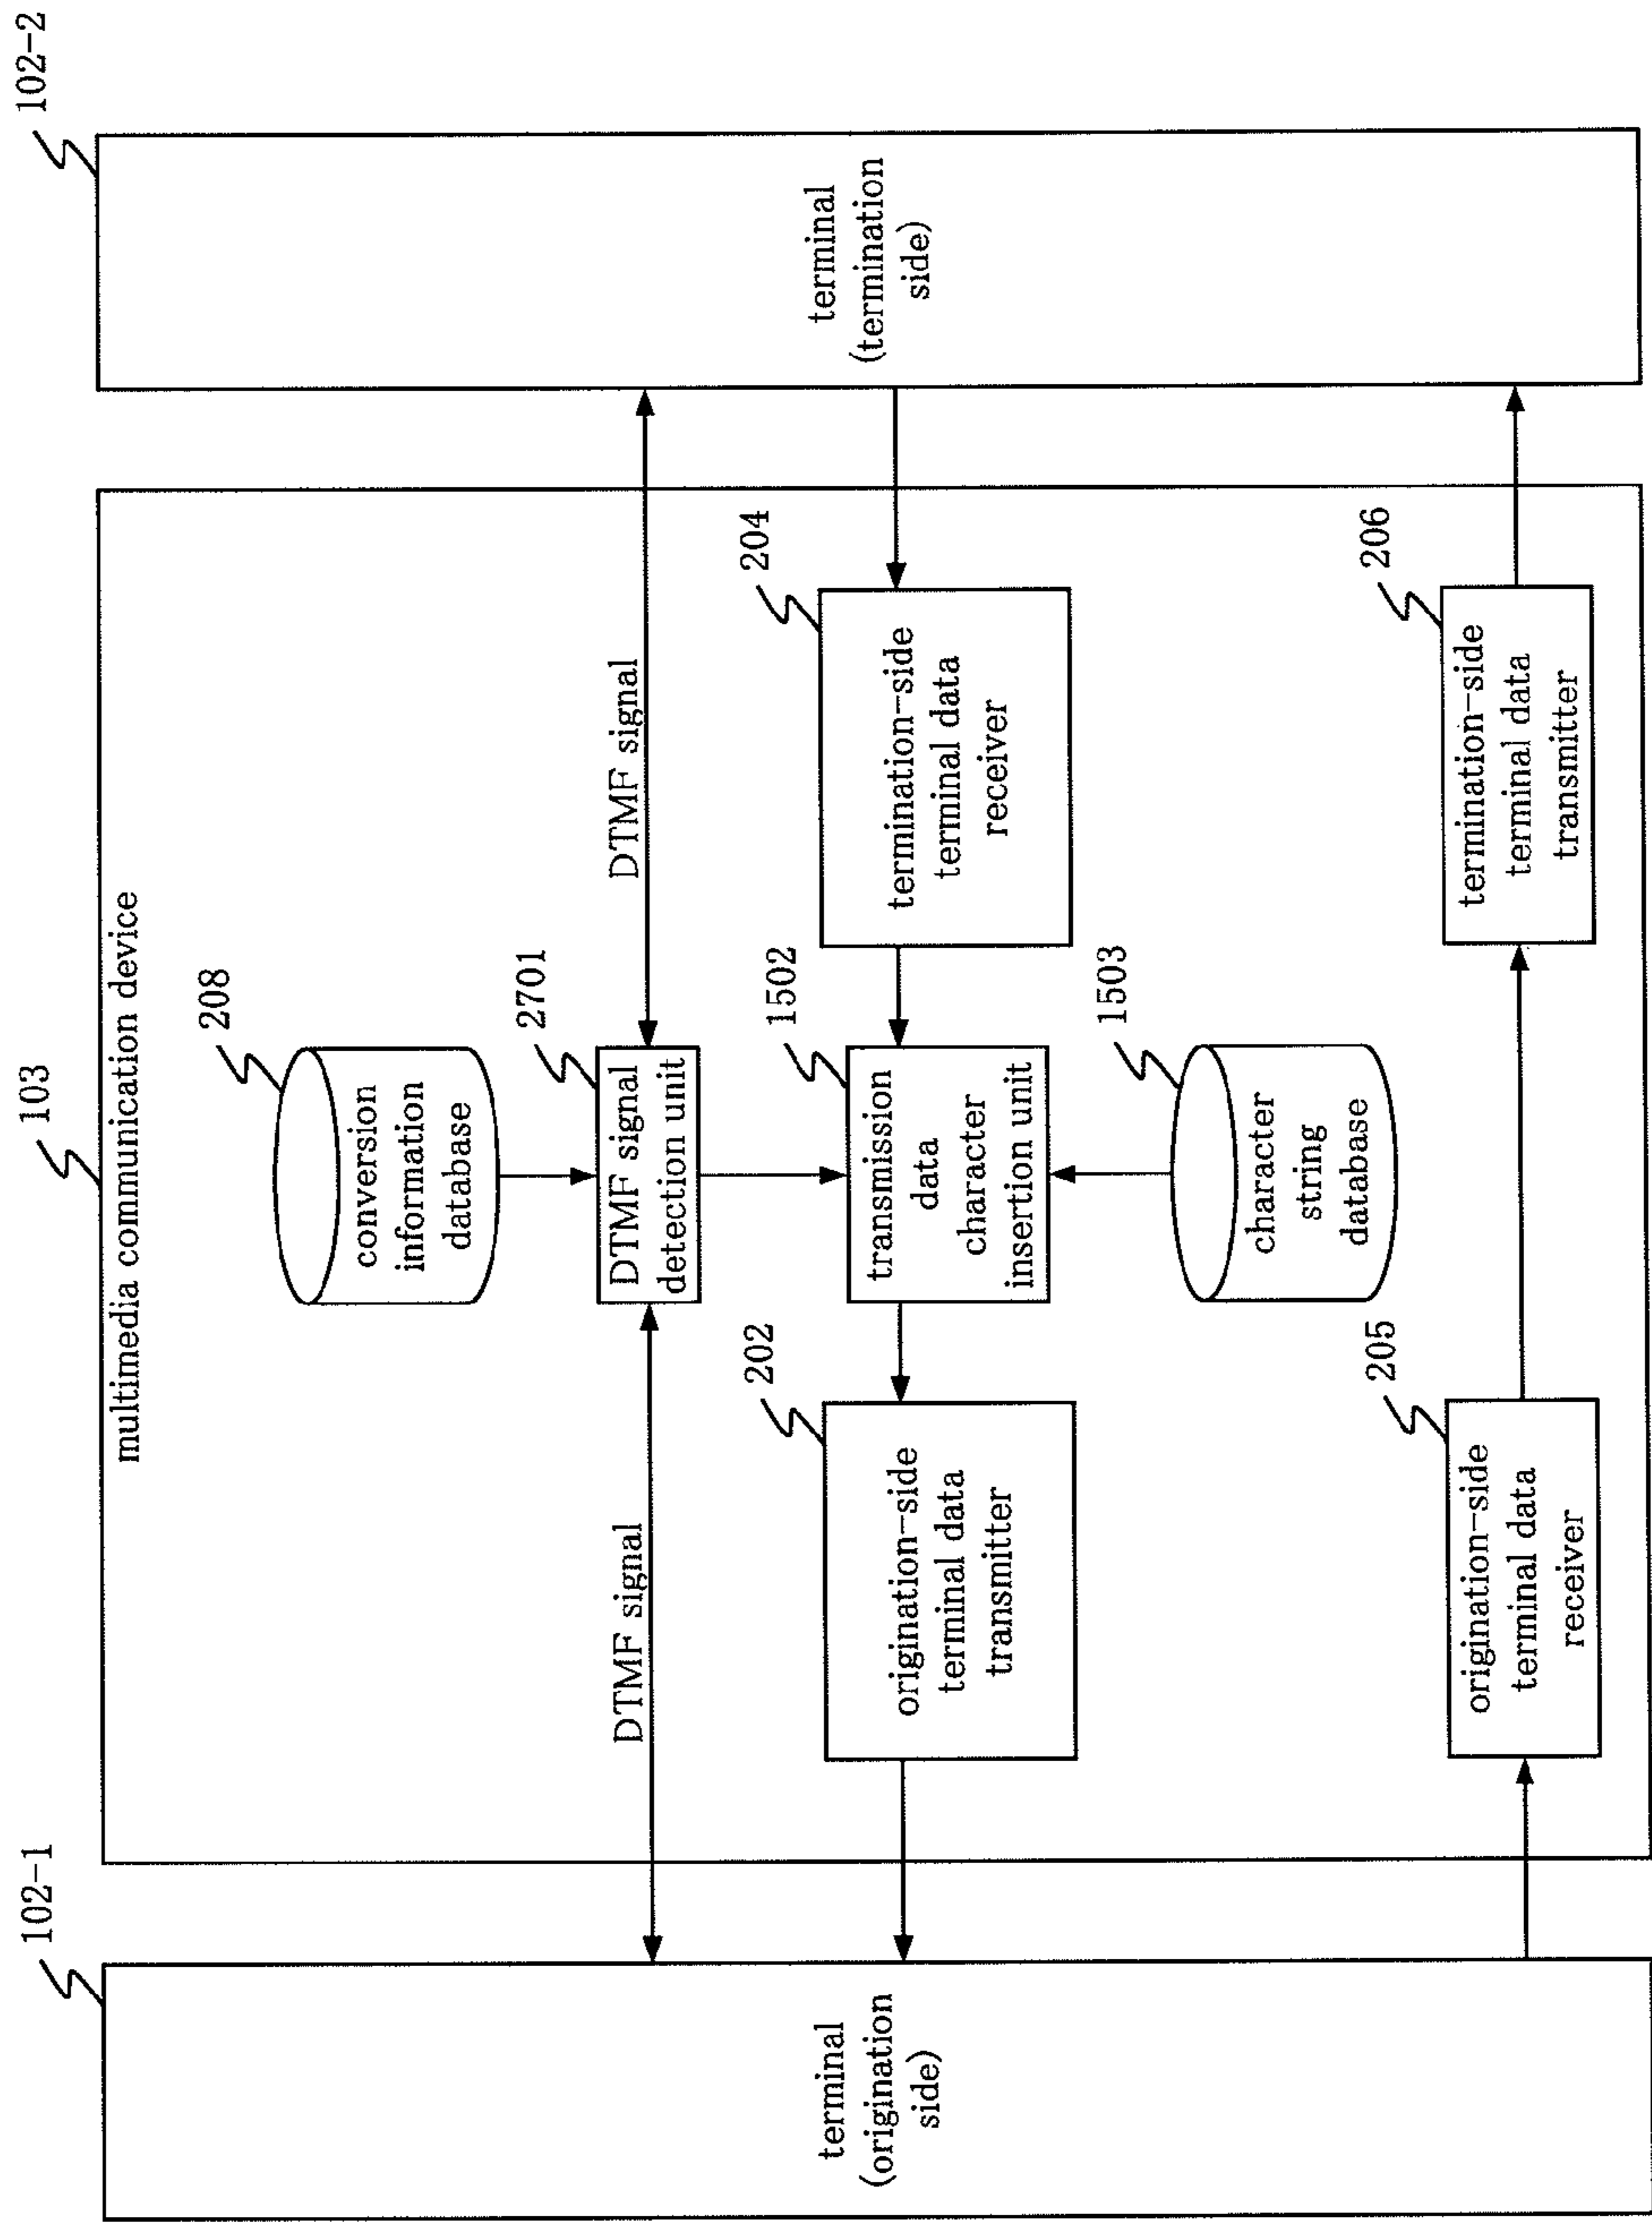 102-1
103
102-2
multimedia communication device
208
conversion
information
database
2701
DTMF signal
DTMF signal
detection unit
DTMF signal
terminal
(origination
side)
202
origination-side
terminal data
transmitter
1502
transmission
data
character
insertion unit
204
termination-side
terminal data
receiver
terminal
(termination
side)
1503
character
string
database
205
origination-side
terminal data
receiver
206
termination-side
terminal data
transmitter